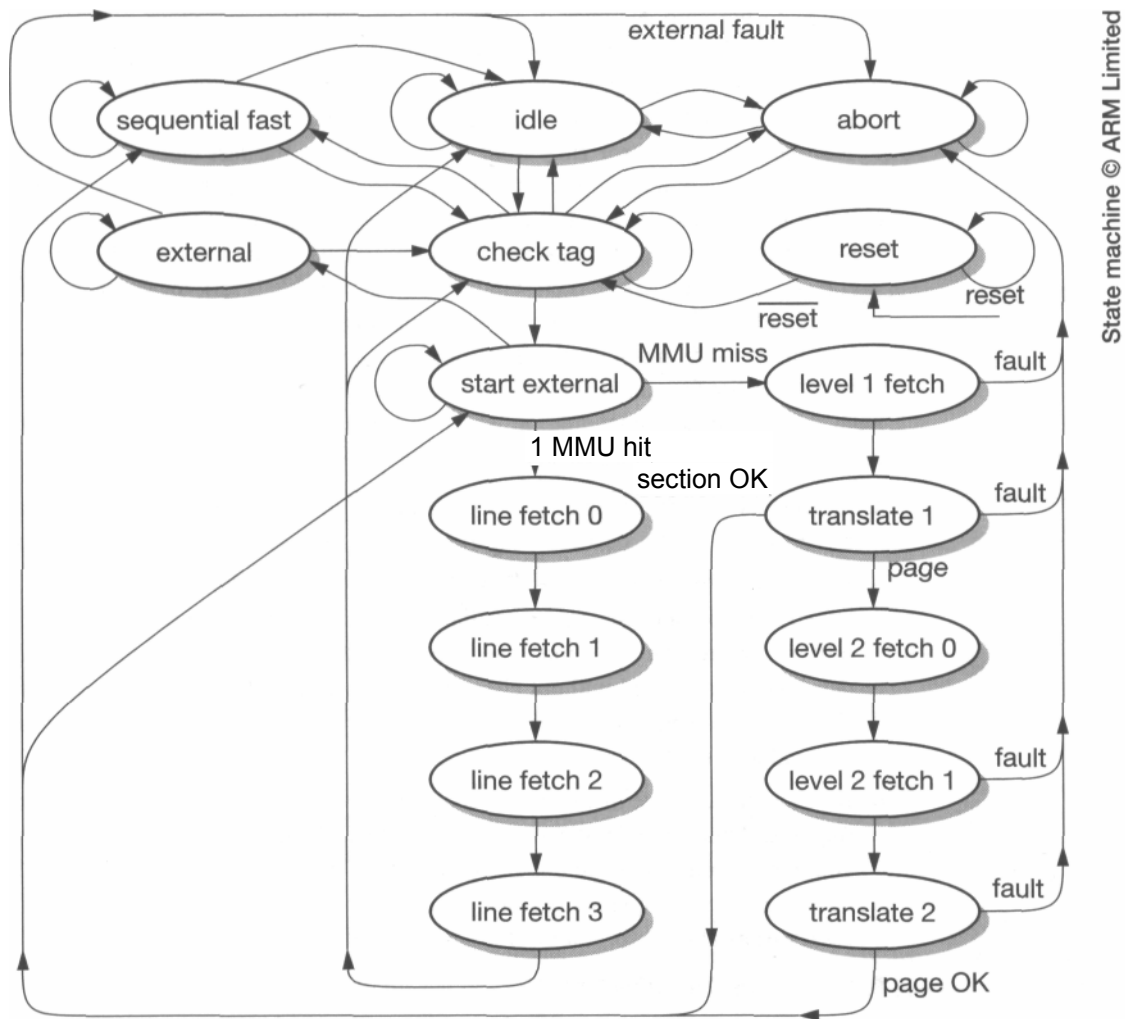 external fault
sequential fast
idle
abort
external
check tag
reset
reset
reset
MMU miss
fault
start external
level 1 fetch
1 MMU hit
section OK
fault
line fetch 0
translate 1
page
line fetch 1
level 2 fetch 0
line fetch 2
level 2 fetch 1
fault
line fetch 3
translate 2
fault
page OK
State machine © ARM Limited